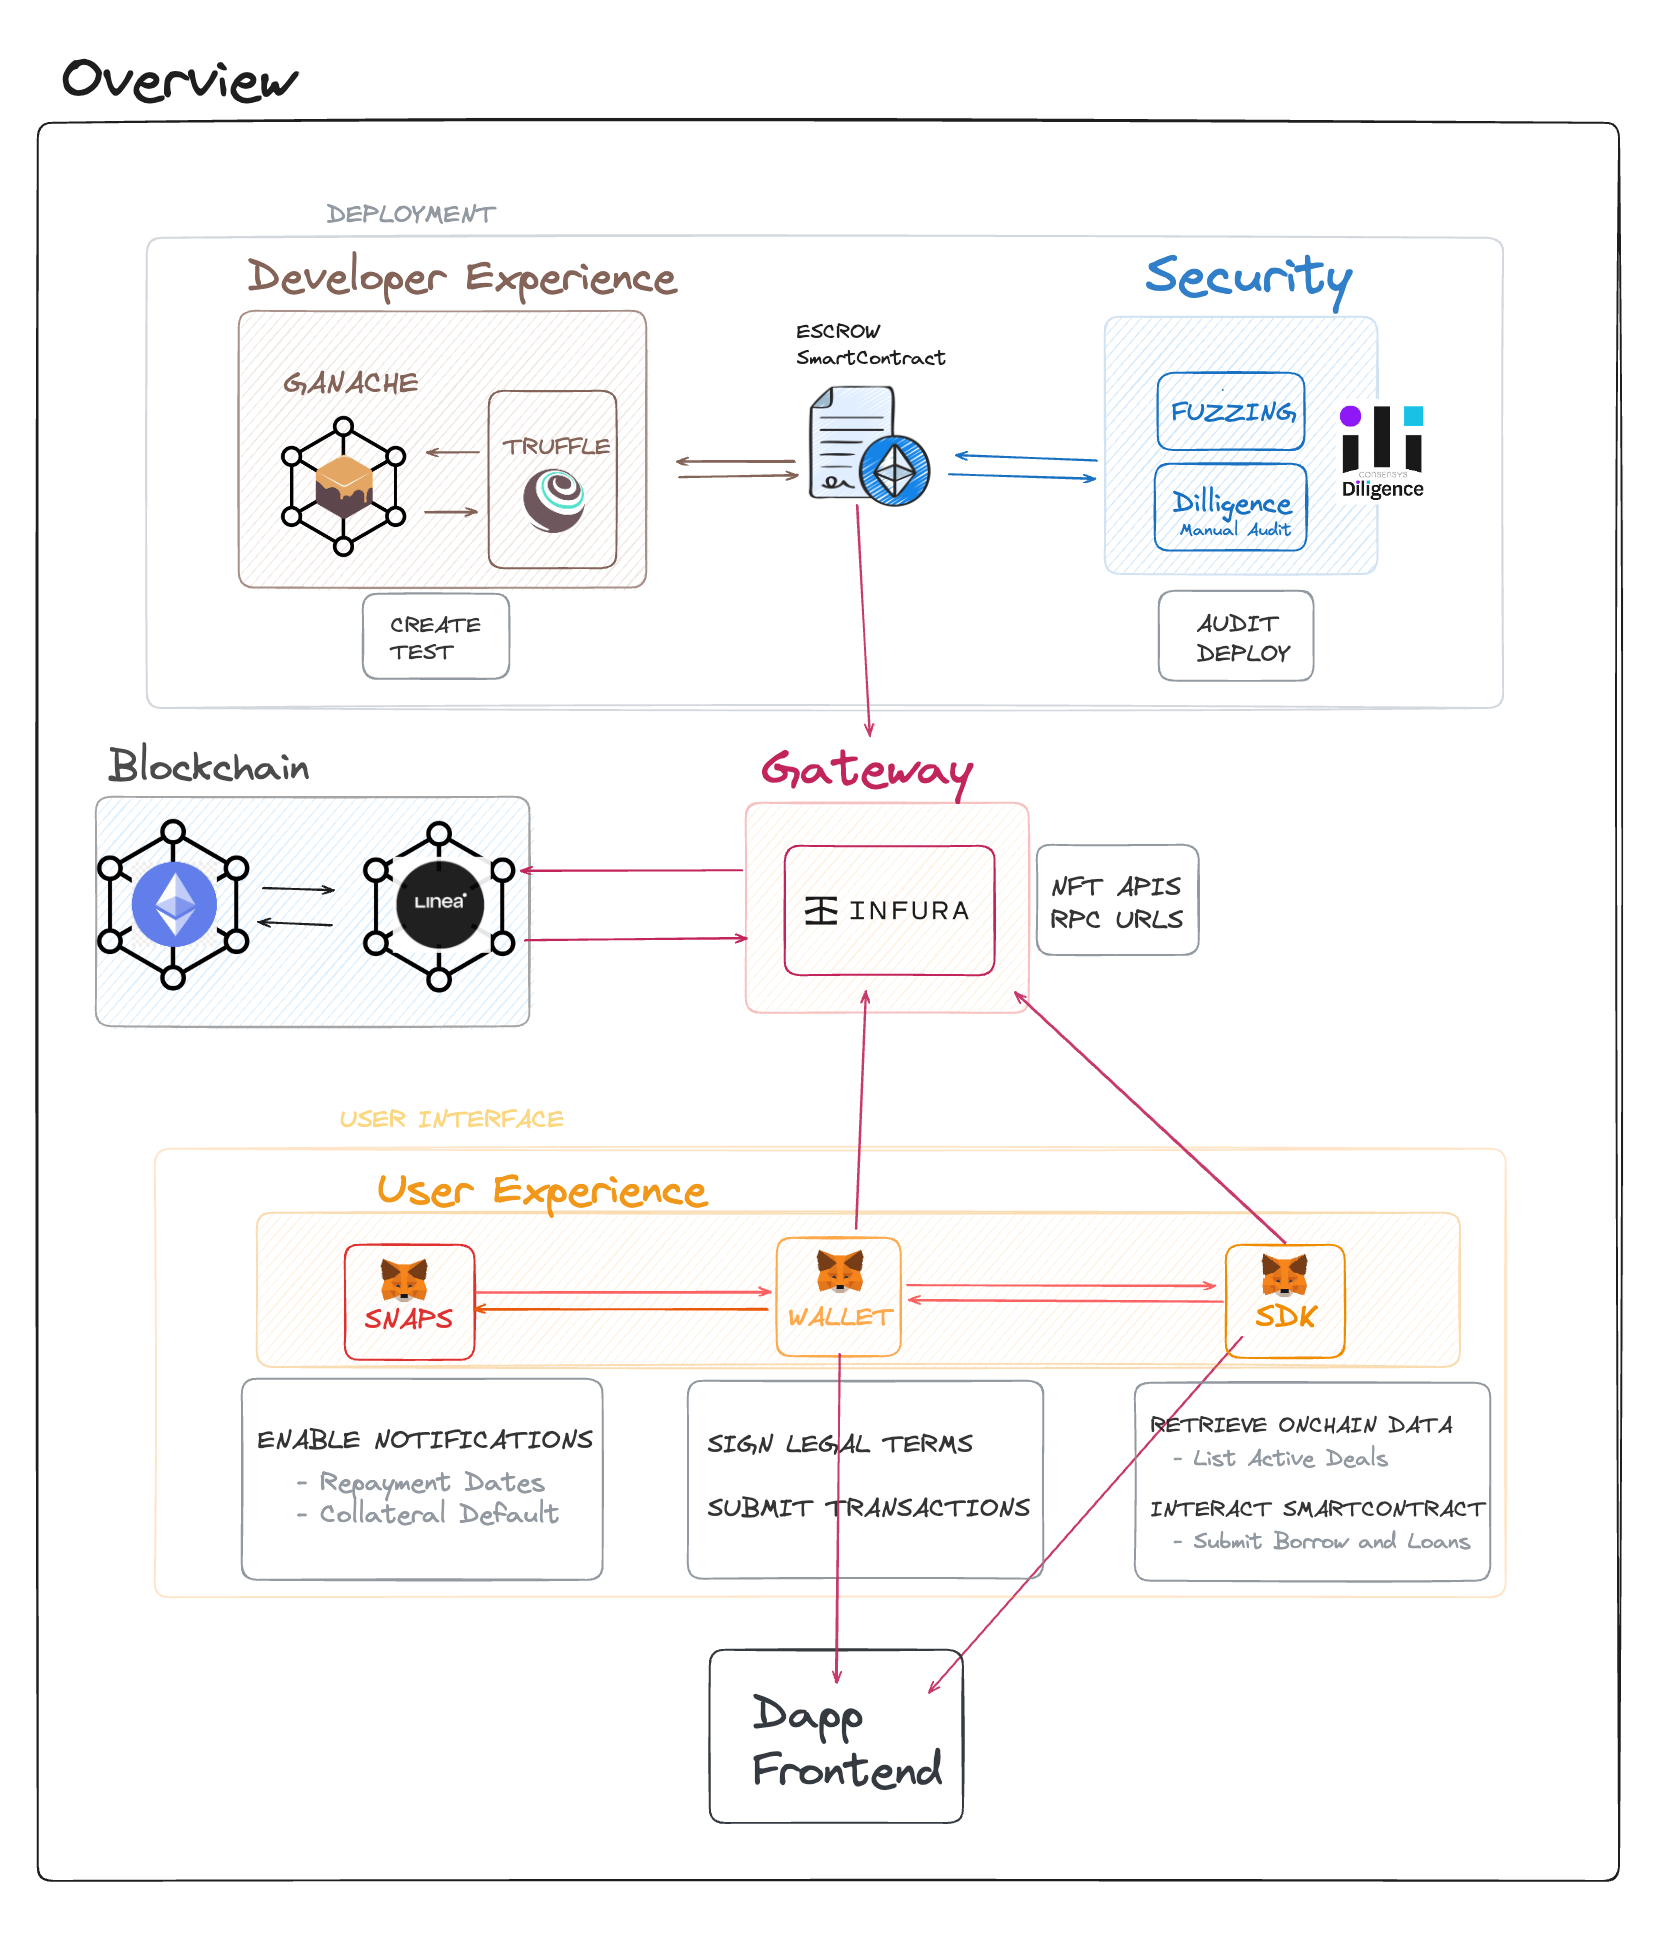 Overview
DEPLOYMENT
Developer Experience
Security
ESCROW
SmartContract
GANACHE
TRUFFLE
FUZZING
Dilligence
Manual Audit
CONSENSYS
Diligence
CREATE
TEST
AUDIT
DEPLOY
Blockchain
Gateway
Linea
INFURA
NFT APIS
RPC URLS
USER INTERFACE
User Experience
SNAPS
WALLET
SDK
ENABLE NOTIFICATIONS
- Repayment Dates
- Collateral Default
SIGN LEGAL TERMS
SUBMIT TRANSACTIONS
RETRIEVE ONCHAIN DATA
- List Active Deals
INTERACT SMARTCONTRACT
- Submit Borrow and Loans
Dapp
Frontend